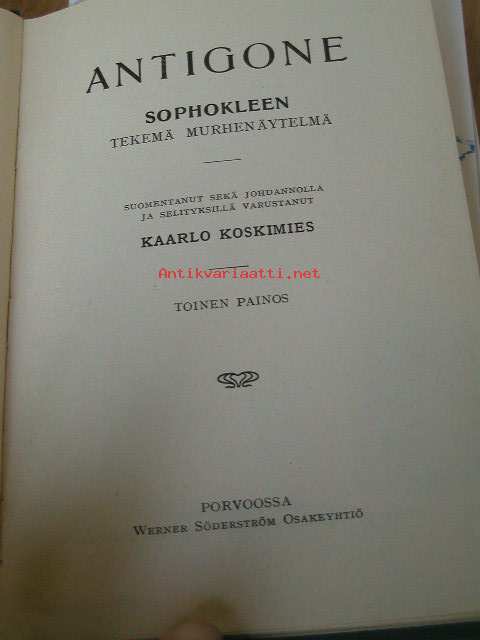 ANTIGONE
SOPHOKLEEN
TEKEMÄ MURHENÄYTELMÄ
SUOMENTANUT SEKÄ JOHDANNOLLA
JA SELITYKSILLÄ VARUSTANUT
KAARLO KOSKIMIES
Antikvariaatti.net
TOINEN PAINOS
PORVOOSSA
WERNER SÖDERSTRÖM OSAKEYHTIÖ